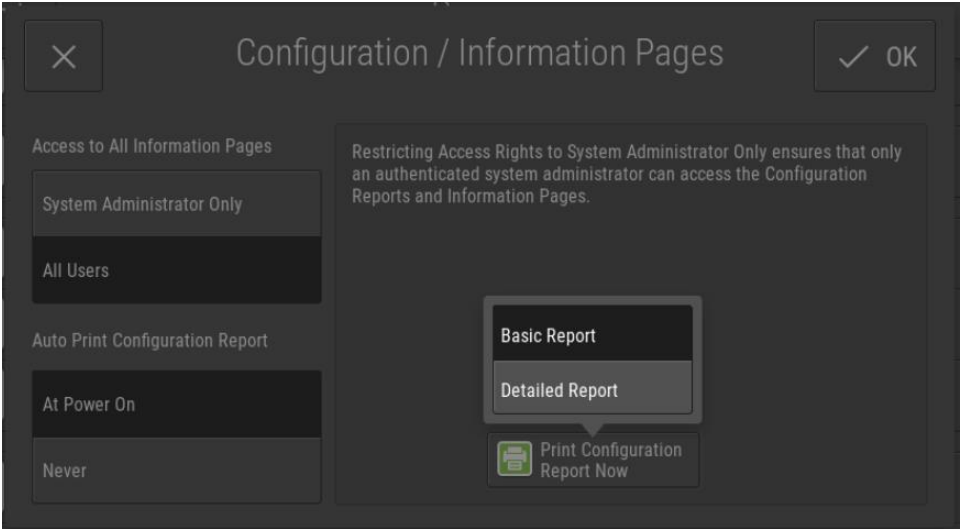 Configuration / Information Pages
OK
Access to All Information Pages
System Administrator Only
All Users
Auto Print Configuration Report
At Power On
Never
Restricting Access Rights to System Administrator Only ensures that only
an authenticated system administrator can access the Configuration
Reports and Information Pages.
Basic Report
Detailed Report
Print Configuration
Report Now